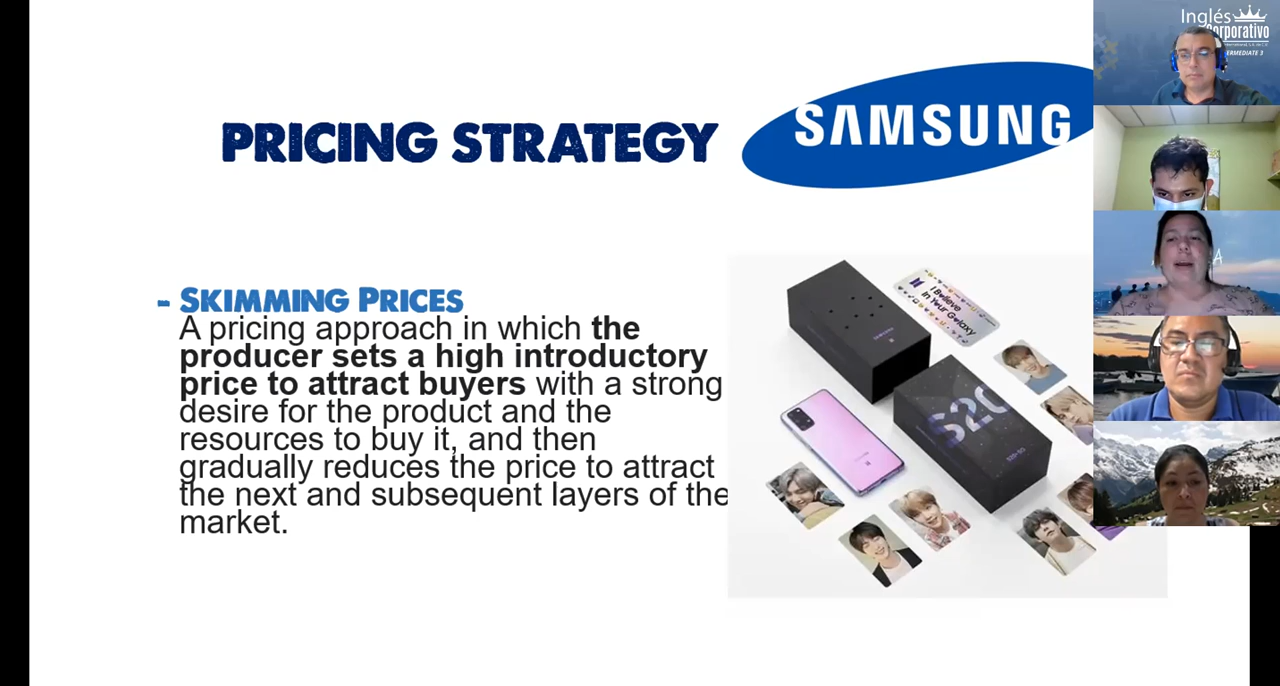 PRICING STRATEGY
SAMSUNG
- SKIMMING PRICES
A pricing approach in which the
producer sets a high introductory
price to attract buyers with a strong
desire for the product and the
resources to buy it, and then
gradually reduces the price to attract
the next and subsequent layers of the
market.
I Believe
in Your Galaxy
SAMSUNG
S20
Inglés
Corporativo